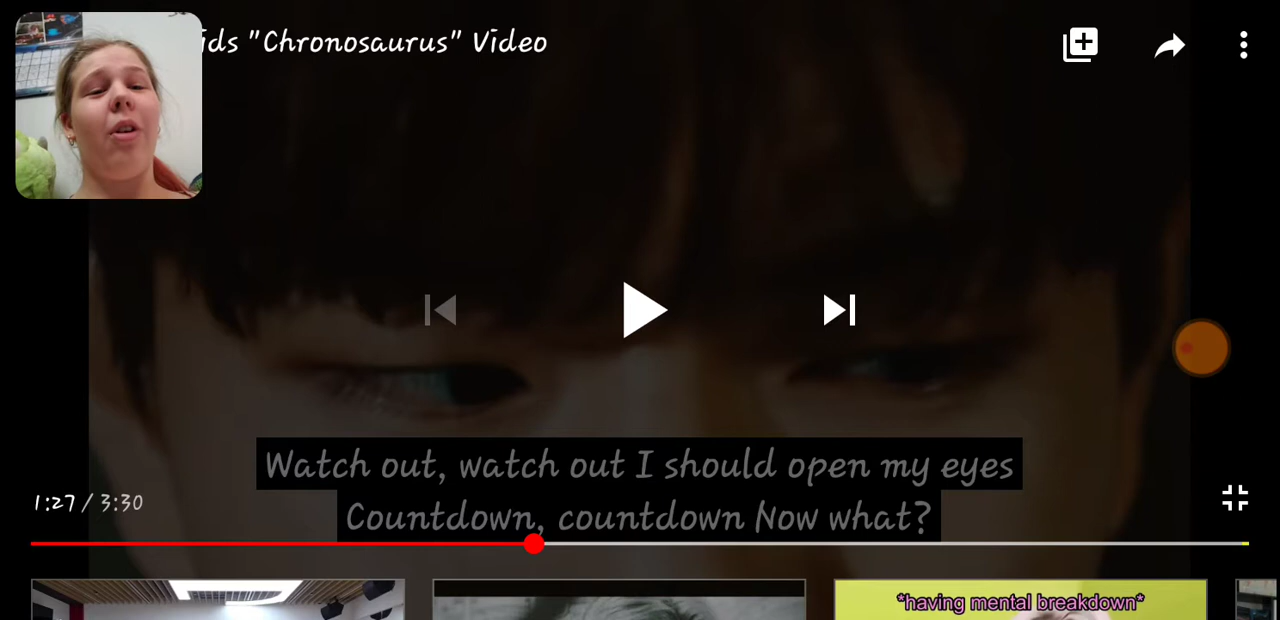 ids "Chronosaurus" Video
Watch out, watch out I should open my eyes
Countdown, countdown Now what?
1:27 / 3:30
*having mental breakdown*